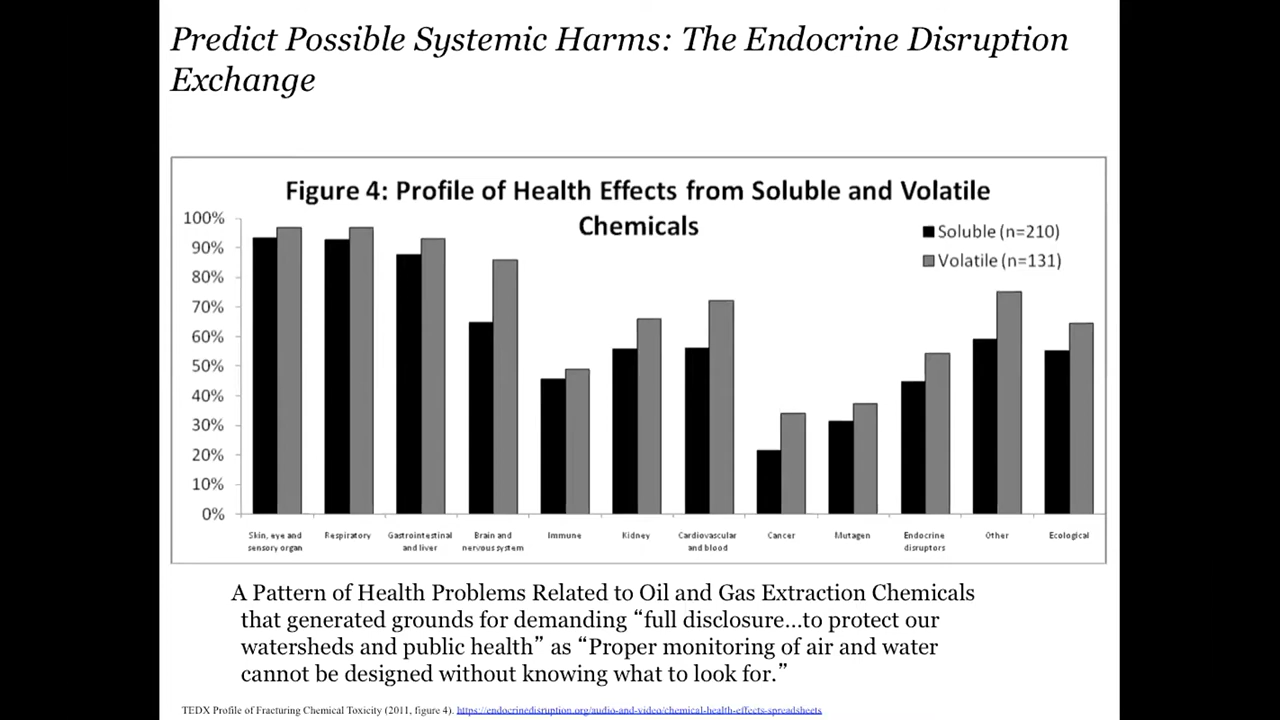 Predict Possible Systemic Harms: The Endocrine Disruption
Exchange
Figure 4: Profile of Health Effects from Soluble and Volatile
Chemicals
Soluble (n=210)
Volatile (n=131)
100%
90%
80%
70%
60%
50%
40%
30%
20%
10%
0%
Skin, eye and
sensory organ
Respiratory
Gastrointestinal
and liver
Brain and
nervous system
Immune
Kidney
Cardiovascular
and blood
Cancer
Mutagen
Endocrine
disruptors
Other
Ecological
A Pattern of Health Problems Related to Oil and Gas Extraction Chemicals
that generated grounds for demanding “full disclosure…to protect our
watersheds and public health” as “Proper monitoring of air and water
cannot be designed without knowing what to look for.”
TEDX Profile of Fracturing Chemical Toxicity (2011, figure 4). https://endocrinedisruption.org/audio-and-video/chemical-health-effects-spreadsheets